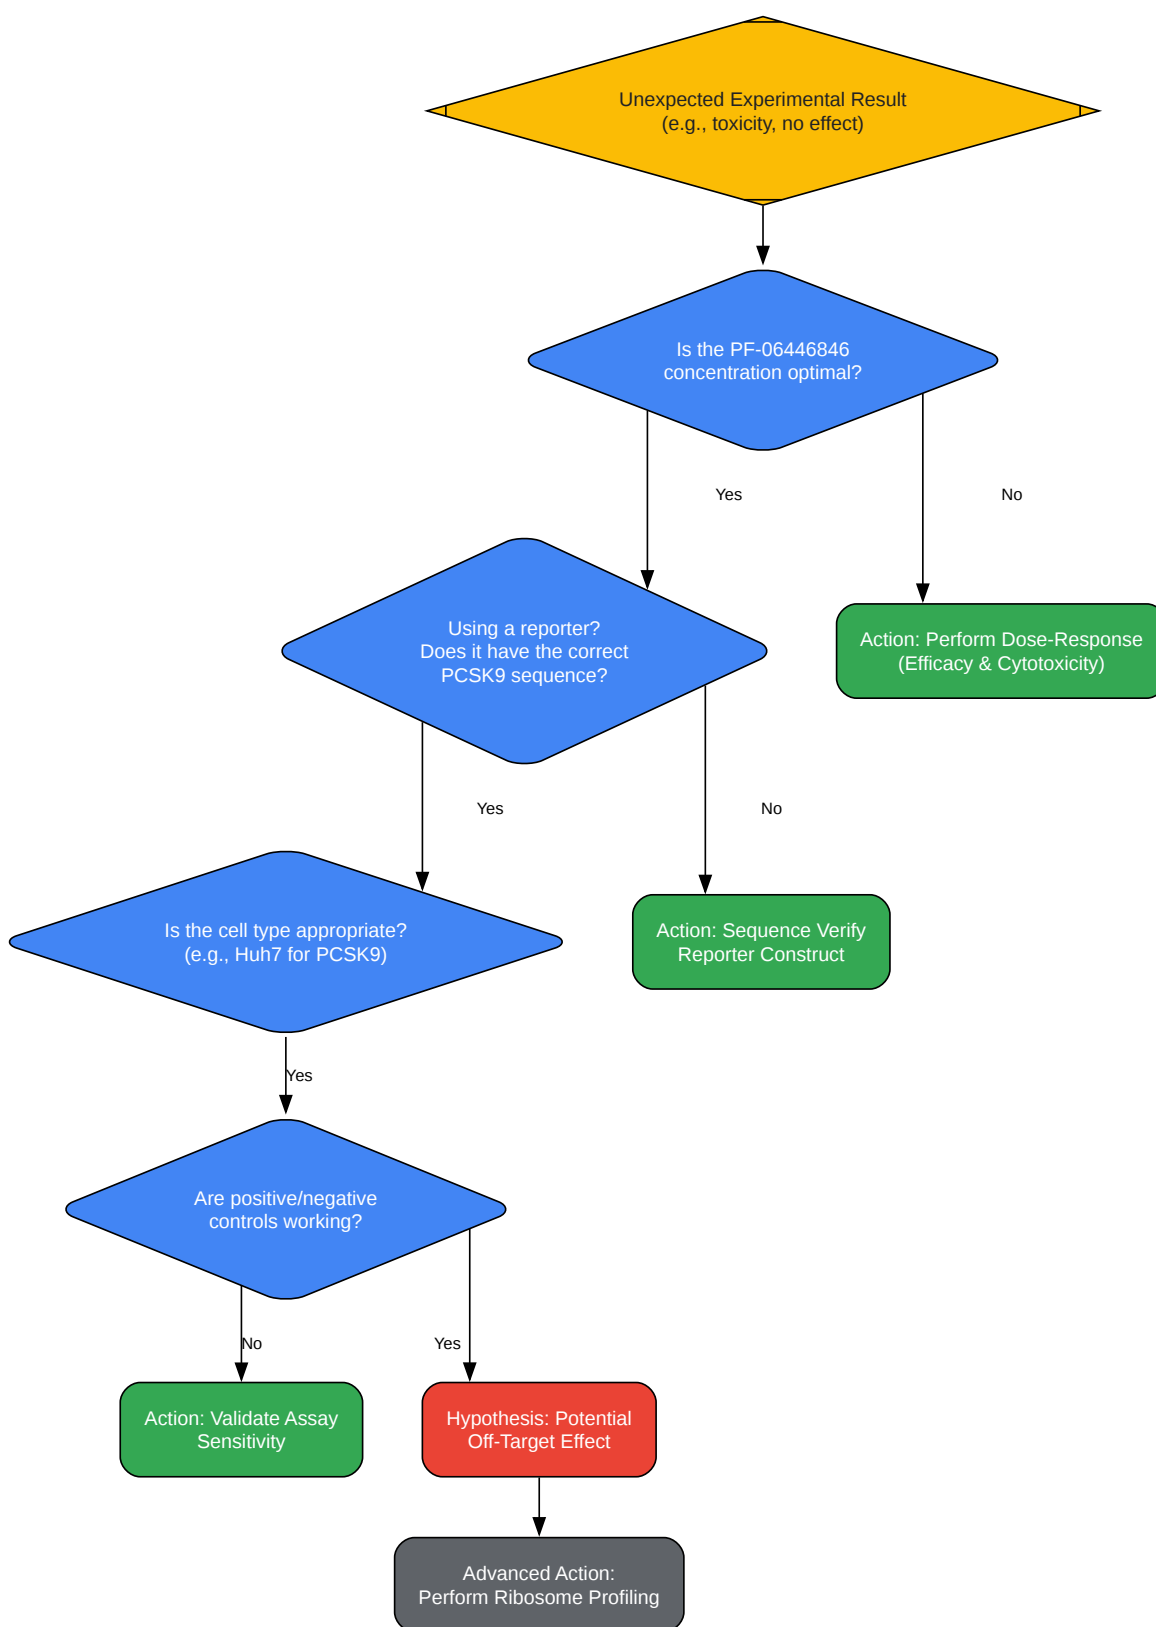 Unexpected Experimental Result
(e.g., toxicity, no effect)
Is the PF-06446846
concentration optimal?
Yes
No
Using a reporter?
Does it have the correct
PCSK9 sequence?
Action: Perform Dose-Response
(Efficacy & Cytotoxicity)
Yes
No
Is the cell type appropriate?
(e.g., Huh7 for PCSK9)
Action: Sequence Verify
Reporter Construct
Yes
Are positive/negative
controls working?
No
Yes
Action: Validate Assay
Sensitivity
Hypothesis: Potential
Off-Target Effect
Advanced Action:
Perform Ribosome Profiling